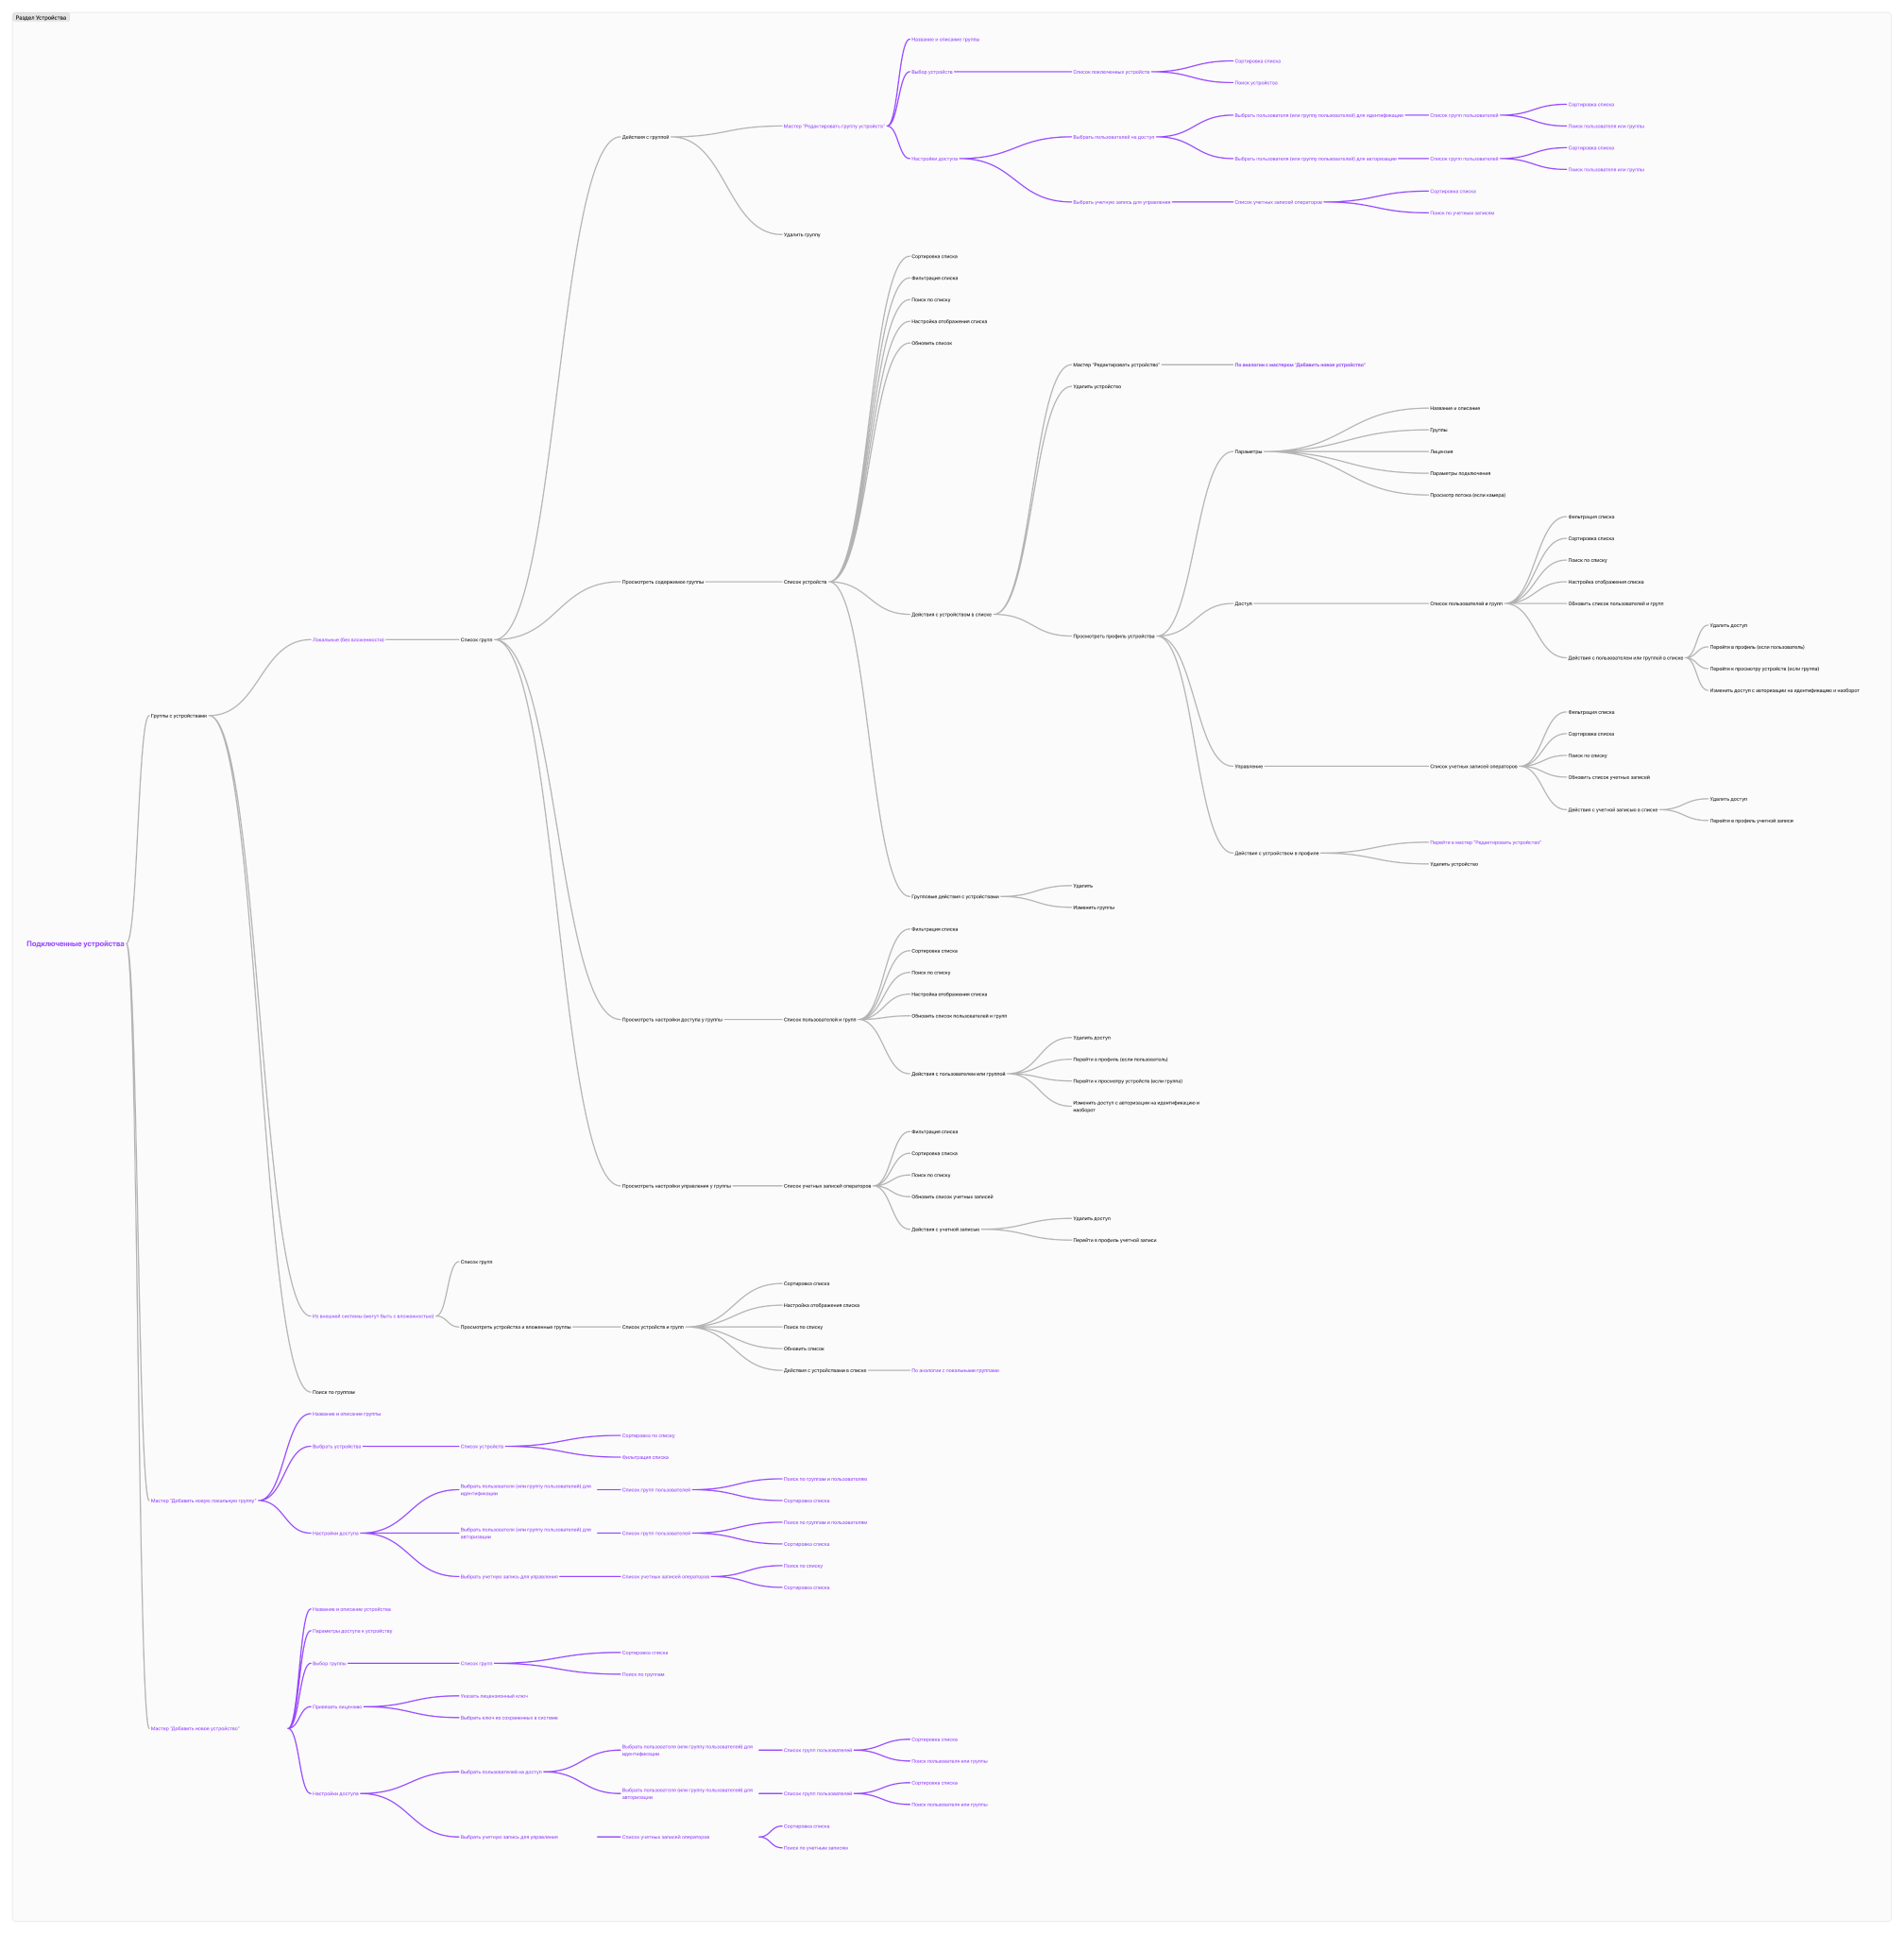 Раздел Устройства
Название и описание группы
Выбор устройств
Список поключенных устройств
Сортировка списка
Поиск устройства
Действия с группой
Мастер "Редактировать группу устройств"
Настройки доступа
Выбрать пользователей на доступ
Выбрать пользователя (или группу пользователей) для идентификации
Список групп пользователей
Сортировка списка
Поиск пользователя или группы
Выбрать пользователя (или группу пользователей) для авторизации
Список групп пользователей
Сортировка списка
Поиск пользователя или группы
Выбрать учетную запись для управления
Список учетных записей операторов
Сортировка списка
Поиск по учетным записям
Удалить группу
Сортировка списка
Фильтрация списка
Поиск по списку
Настройка отображения списка
Обновить список
Мастер "Редактировать устройство"
По аналогии с мастером "Добавить новое устройство"
Удалить устройство
Параметры
Название и описание
Группы
Лицензия
Параметры подключения
Просмотр потока (если камера)
Просмотреть содержимое группы
Список устройств
Действия с устройством в списке
Просмотреть профиль устройства
Доступ
Список пользователей и групп
Фильтрация списка
Сортировка списка
Поиск по списку
Настройка отображения списка
Обновить список пользователей и групп
Действия с пользователем или группой в списке
Удалить доступ
Перейти в профиль (если пользователь)
Перейти к просмотру устройств (если группа)
Изменить доступ с авторизации на идентификацию и наоборот
Управление
Список учетных записей операторов
Фильтрация списка
Сортировка списка
Поиск по списку
Обновить список учетных записей
Действия с учетной записью в списке
Удалить доступ
Перейти в профиль учетной записи
Действия с устройством в профиле
Перейти в мастер "Редактировать устройство"
Удалить устройство
Групповые действия с устройствами
Удалить
Изменить группы
Подключенные устройства
Группы с устройствами
Локальные (без вложенности)
Список групп
Просмотреть настройки доступа у группы
Список пользователей и групп
Фильтрация списка
Сортировка списка
Поиск по списку
Настройка отображения списка
Обновить список пользователей и групп
Действия с пользователем или группой
Удалить доступ
Перейти в профиль (если пользователь)
Перейти к просмотру устройств (если группа)
Изменить доступ с авторизации на идентификацию и
наоборот
Просмотреть настройки управления у группы
Список учетных записей операторов
Фильтрация списка
Сортировка списка
Поиск по списку
Обновить список учетных записей
Действия с учетной записью
Удалить доступ
Перейти в профиль учетной записи
Из внешней системы (могут быть с вложенностью)
Список групп
Просмотреть устройства и вложенные группы
Список устройств и групп
Сортировка списка
Настройка отображения списка
Поиск по списку
Обновить список
Действия с устройствами в списке
По аналогии с локальными группами
Поиск по группам
Мастер "Добавить новую локальную группу"
Название и описание группы
Выбрать устройства
Список устройств
Сортировка по списку
Фильтрация списка
Настройки доступа
Выбрать пользователя (или группу пользователей) для
идентификации
Список групп пользователей
Поиск по группам и пользователям
Сортировка списка
Выбрать пользователя (или группу пользователей) для
авторизации
Список групп пользователей
Поиск по группам и пользователям
Сортировка списка
Выбрать учетную запись для управления
Список учетных записей операторов
Поиск по списку
Сортировка списка
Мастер "Добавить новое устройство"
Название и описание устройства
Параметры доступа к устройству
Выбор группы
Список групп
Сортировка списка
Поиск по группам
Привязать лицензию
Указать лицензионный ключ
Выбрать ключ из сохраненных в системе
Настройки доступа
Выбрать пользователей на доступ
Выбрать пользователя (или группу пользователей) для
идентификации
Список групп пользователей
Сортировка списка
Поиск пользователя или группы
Выбрать пользователя (или группу пользователей) для
авторизации
Список групп пользователей
Сортировка списка
Поиск пользователя или группы
Выбрать учетную запись для управления
Список учетных записей операторов
Сортировка списка
Поиск по учетным записям